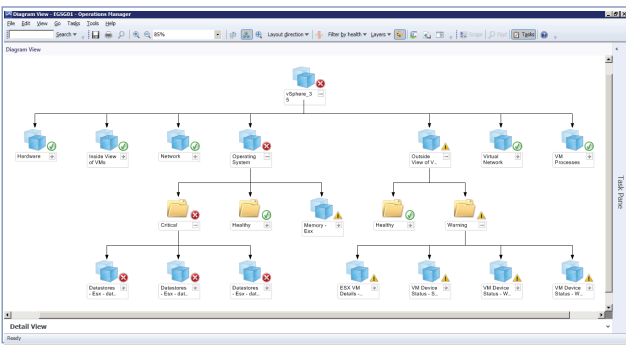 Diagram View - EGSG01 - Operations Manager
File Edit View Go Tasks Tools Help
Search 85% Layout direction Filter by health Layers Scope Find Tasks
Diagram View
vSphere_3
5
Hardware
Inside View
of VMs
Network
Operating
System
Outside
View of V...
Virtual
Network
VM
Processes
Critical
Healthy
Memory -
Esx
Healthy
Warning
Datastores
- Esx - dat..
Datastores
- Esx - dat..
Datastores
- Esx - dat..
ESX VM
Details -...
VM Device
Status - S..
VM Device
Status - W..
VM Device
Status - W..
Task Pane
Detail View
Ready